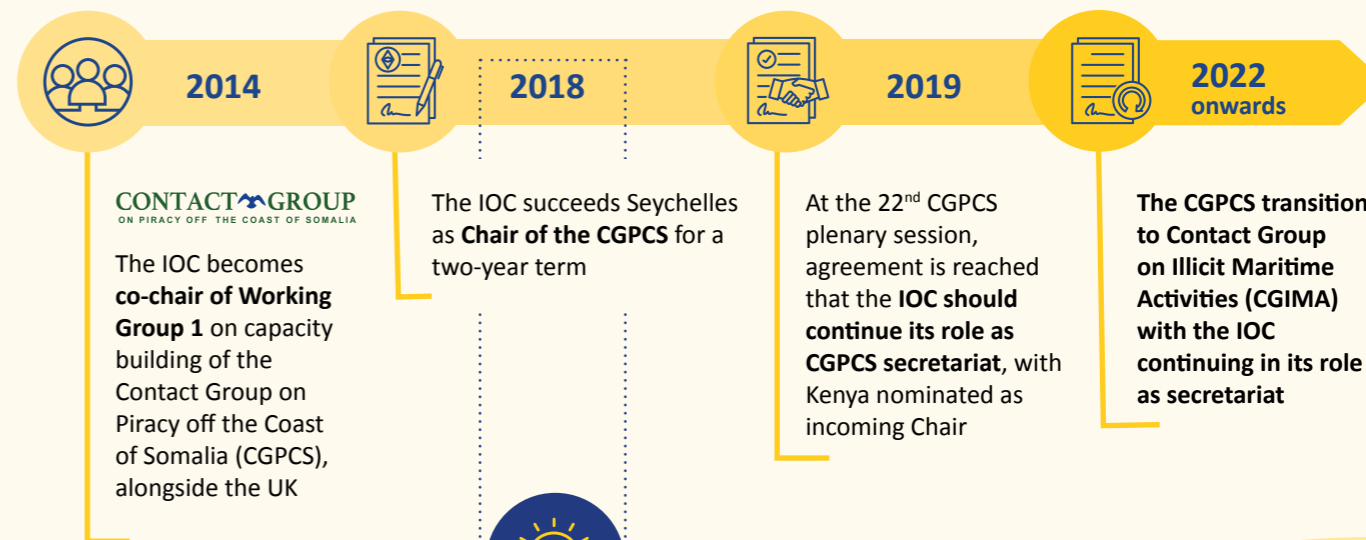 2014
CONTACT GROUP
ON PIRACY OFF THE COAST OF SOMALIA
The IOC becomes
co-chair of Working
Group 1 on capacity
building of the
Contact Group on
Piracy off the Coast
of Somalia (CGPCS),
alongside the UK
2018
The IOC succeeds Seychelles
as Chair of the CGPCS for a
two-year term
2019
At the 22nd CGPCS
plenary session,
agreement is reached
that the IOC should
continue its role as
CGPCS secretariat, with
Kenya nominated as
incoming Chair
2022
onwards
The CGPCS transition
to Contact Group
on Illicit Maritime
Activities (CGIMA)
with the IOC
continuing in its role
as secretariat